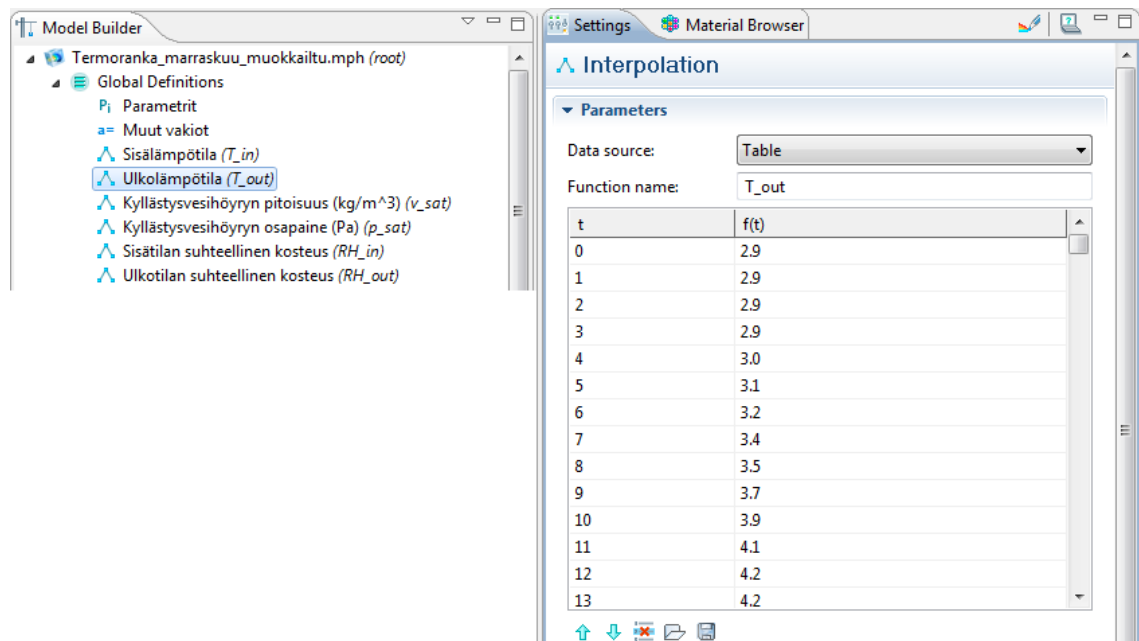 Model Builder
Termoranka_marraskuu_muokkailtu.mph (root)
Global Definitions
Pi Parametrit
a= Muut vakiot
Sisälämpötila (T_in)
Ulkolämpötila (T_out)
Kyllästysvesihöyryn pitoisuus (kg/m^3) (v_sat)
Kyllästysvesihöyryn osapaine (Pa) (p_sat)
Sisätilan suhteellinen kosteus (RH_in)
Ulkotilan suhteellinen kosteus (RH_out)
Settings Material Browser
Interpolation
Parameters
Data source: Table
Function name: T_out
t f(t)
0 2.9
1 2.9
2 2.9
3 2.9
4 3.0
5 3.1
6 3.2
7 3.4
8 3.5
9 3.7
10 3.9
11 4.1
12 4.2
13 4.2